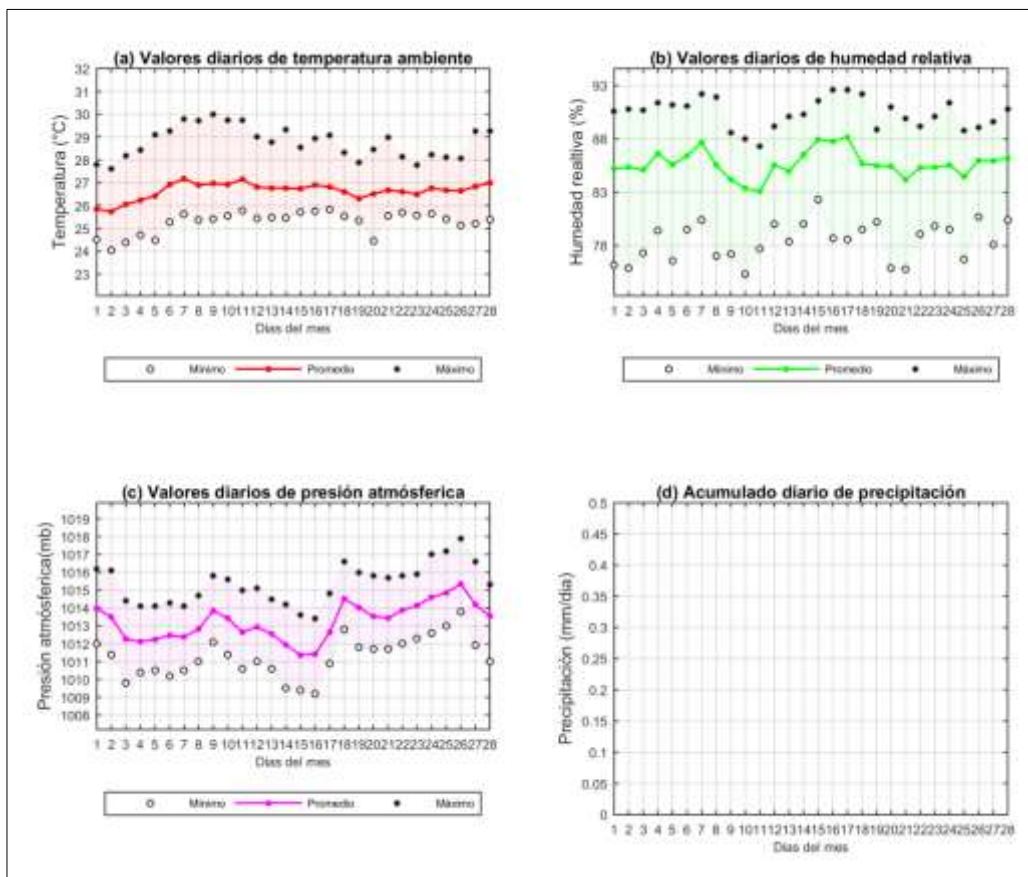 (a) Valores diarios de temperatura ambiente
32
31
30
29
28
27
26
25
24
23
Temperatura (°C)
1 2 3 4 5 6 7 8 9 10 11 12 13 14 15 16 17 18 19 20 21 22 23 24 25 26 27 28
Dias del mes
Mínimo Promedio Máximo
(b) Valores diarios de humedad relativa
93
88
83
78
Humedad realtiva (%)
1 2 3 4 5 6 7 8 9 10 11 12 13 14 15 16 17 18 19 20 21 22 23 24 25 26 27 28
Dias del mes
Mínimo Promedio Máximo
(c) Valores diarios de presión atmósferica
1019
1018
1017
1016
1015
1014
1013
1012
1011
1010
1009
1008
Presión atmósferica(mb)
1 2 3 4 5 6 7 8 9 10 11 12 13 14 15 16 17 18 19 20 21 22 23 24 25 26 27 28
Dias del mes
Mínimo Promedio Máximo
(d) Acumulado diario de precipitación
0.5
0.45
0.4
0.35
0.3
0.25
0.2
0.15
0.1
0.05
0
Precipitación (mm/dia)
1 2 3 4 5 6 7 8 9 10 11 12 13 14 15 16 17 18 19 20 21 22 23 24 25 26 27 28
Dias del mes